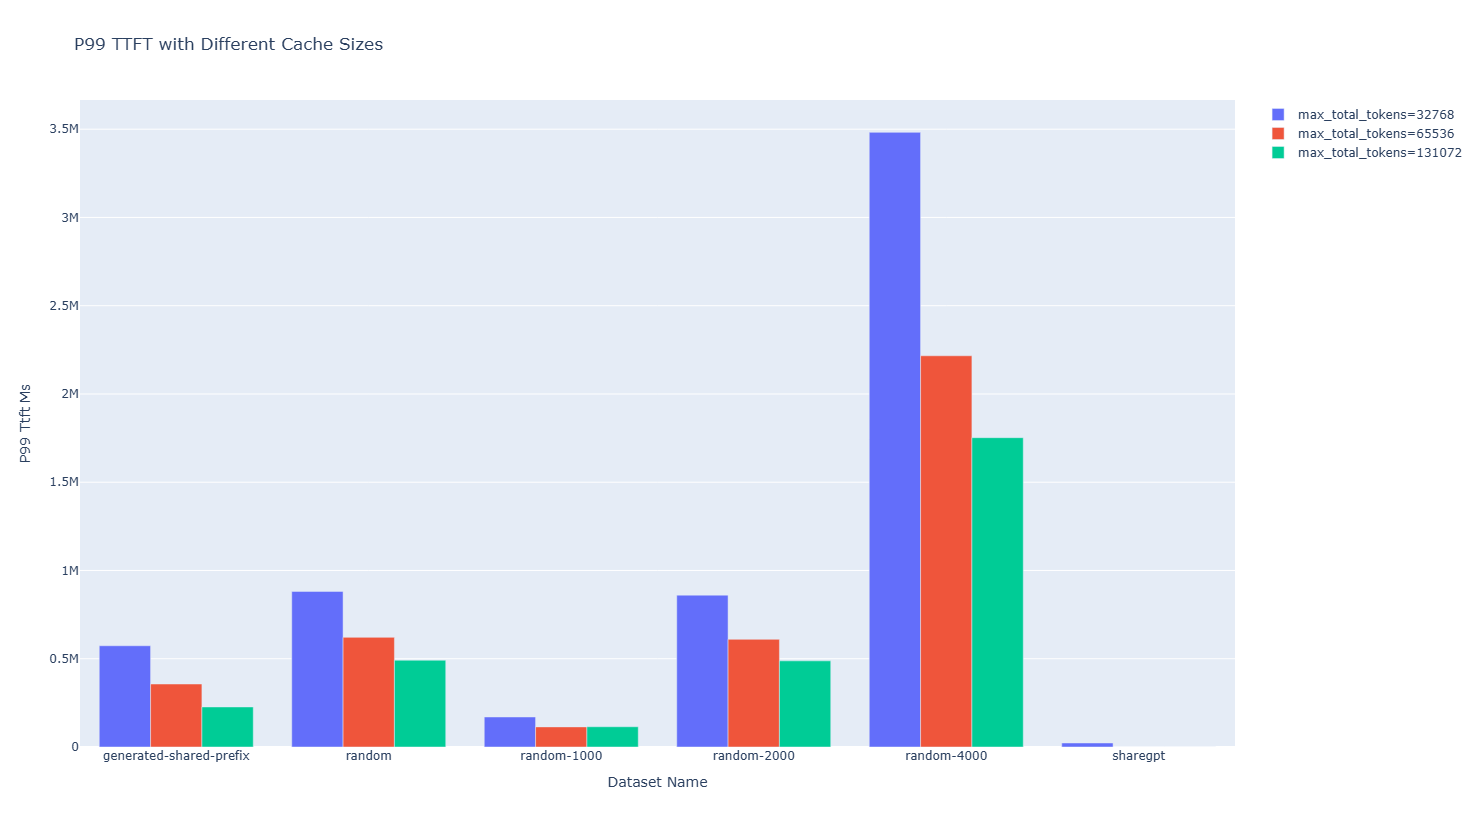 P99 TTFT with Different Cache Sizes
max_total_tokens=32768
max_total_tokens=65536
max_total_tokens=131072
P99 Ttft Ms
3.5M
3M
2.5M
2M
1.5M
1M
0.5M
0
generated-shared-prefix
random
random-1000
random-2000
random-4000
sharegpt
Dataset Name